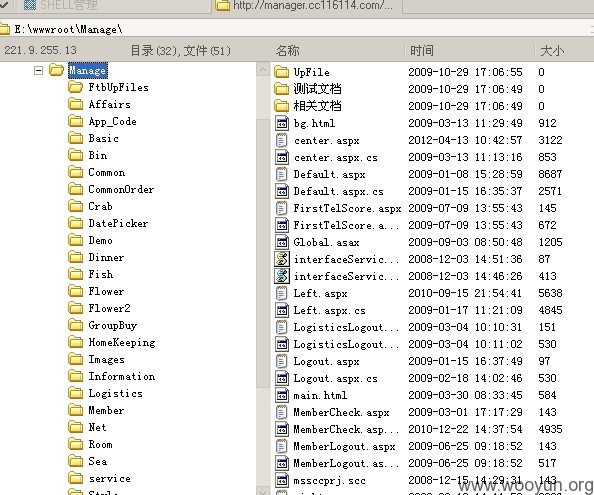 SHELL管理 http://manager.cc116114.com/...
E:\wwwroot\Manage\
221.9.255.13 目录(32),文件(51) 名称 时间 大小
Manage
FtbUpFiles
Affairs
App_Code
Basic
Bin
Common
CommonOrder
Crab
DatePicker
Demo
Dinner
Fish
Flower
Flower2
GroupBuy
HomeKeeping
Images
Information
Logistics
Member
Net
Room
Sea
service
UpFile 2009-10-29 17:06:55 0
测试文档 2009-10-29 17:06:49 0
相关文档 2009-10-29 17:06:49 0
bg.html 2009-03-13 11:29:49 912
center.aspx 2012-04-13 10:42:57 3122
center.aspx.cs 2009-03-13 11:13:16 853
Default.aspx 2009-01-08 15:28:59 8687
Default.aspx.cs 2009-01-15 16:35:37 2571
FirstTelScore.aspx 2009-07-09 13:55:43 145
FirstTelScore.a... 2009-07-09 13:55:43 672
Global.asax 2009-09-03 08:50:48 1205
interfaceServic... 2008-12-03 14:51:36 87
interfaceServic... 2008-12-03 14:46:26 413
Left.aspx 2010-09-15 21:54:41 5638
Left.aspx.cs 2009-01-17 11:21:09 4845
LogisticsLogout... 2009-03-04 10:10:31 151
LogisticsLogout... 2009-03-04 10:11:02 530
Logout.aspx 2009-01-15 16:37:49 97
Logout.aspx.cs 2009-02-18 14:02:46 530
main.html 2009-03-30 08:33:45 584
MemberCheck.aspx 2009-03-01 17:17:29 143
MemberCheck.asp... 2010-12-22 14:37:54 4935
MemberLogout.aspx 2009-06-25 09:18:52 143
MemberLogout.as... 2009-06-25 09:18:52 517
mssccprj.scc 2008-12-15 14:29:31
www.wooyun.org